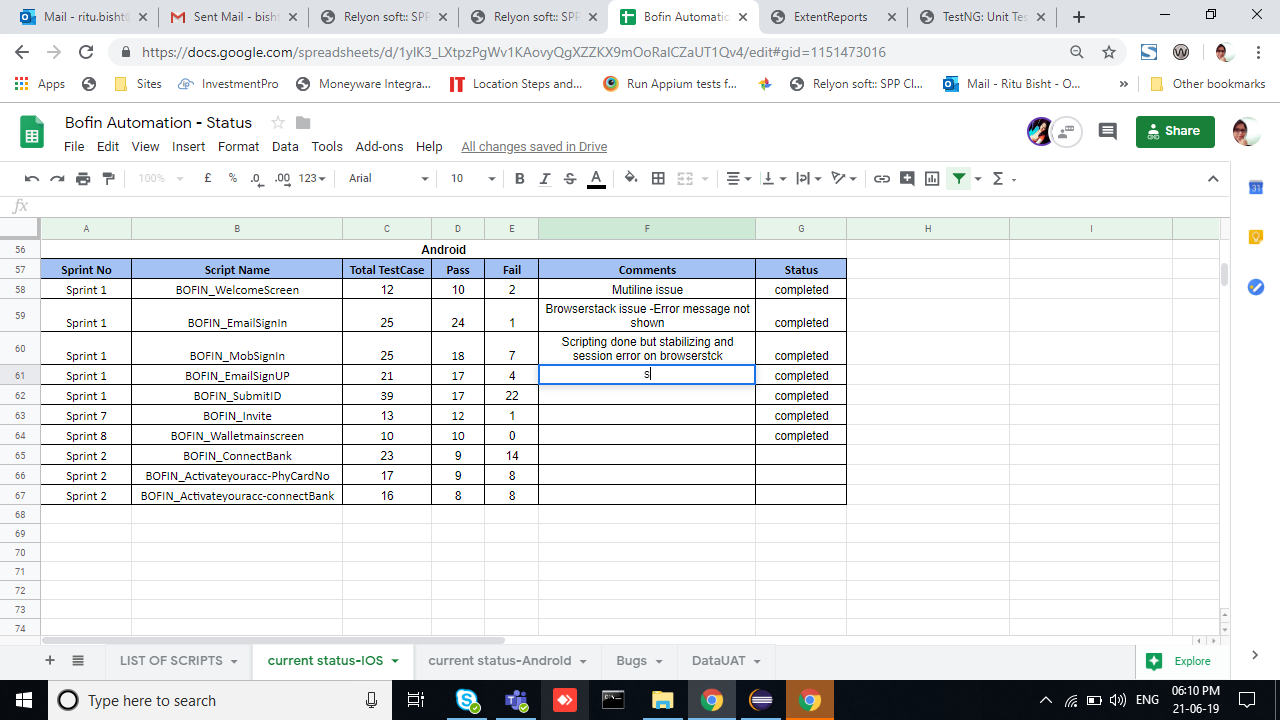 Mail - ritu.bisht
Sent Mail - bish
Relyon soft:: SPP
Relyon soft:: SPP
Bofin Automatic
ExtentReports
TestNG: Unit Tes
https://docs.google.com/spreadsheets/d/1ylK3_LXtpzPgWv1KAovyQgXZZKX9mOoRalCZaUT1Qv4/edit#gid=1151473016
Apps
Sites
InvestmentPro
Moneyware Integra...
Location Steps and...
Run Appium tests f...
Relyon soft:: SPP Cl...
Mail - Ritu Bisht - O...
Other bookmarks
Bofin Automation - Status
Share
File Edit View Insert Format Data Tools Add-ons Help All changes saved in Drive
100% £ % .0 .00 123 Arial 10 B I S A
fx
A B C D E F G H I
56 Android
57 Sprint No Script Name Total TestCase Pass Fail Comments Status
58 Sprint 1 BOFIN_WelcomeScreen 12 10 2 Mutiline issue completed
59 Sprint 1 BOFIN_EmailSignIn 25 24 1 Browserstack issue -Error message not shown completed
60 Sprint 1 BOFIN_MobSignIn 25 18 7 Scripting done but stabilizing and session error on browserstck completed
61 Sprint 1 BOFIN_EmailSignUP 21 17 4 s completed
62 Sprint 1 BOFIN_SubmitID 39 17 22 completed
63 Sprint 7 BOFIN_Invite 13 12 1 completed
64 Sprint 8 BOFIN_Walletmainscreen 10 10 0 completed
65 Sprint 2 BOFIN_ConnectBank 23 9 14
66 Sprint 2 BOFIN_Activateyouracc-PhyCardNo 17 9 8
67 Sprint 2 BOFIN_Activateyouracc-connectBank 16 8 8
68
69
70
71
72
73
74
LIST OF SCRIPTS
current status-IOS
current status-Android
Bugs
DataUAT
Explore
Type here to search
ENG
06:10 PM
21-06-19